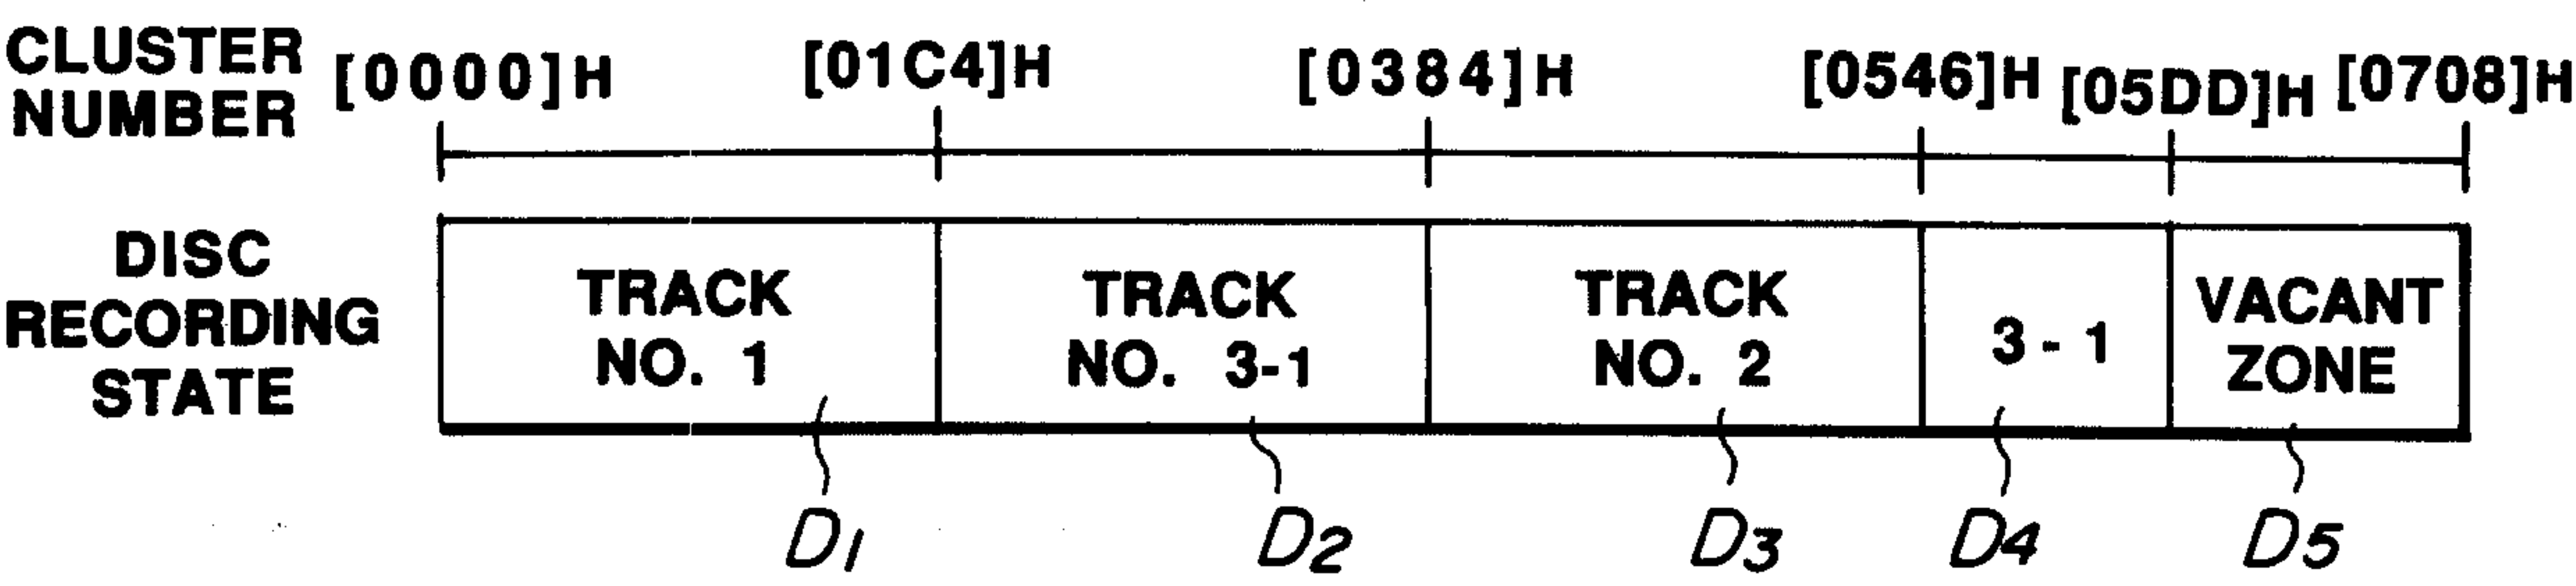 CLUSTER
NUMBER
[0000]H
[01C4]H
[0384]H
[0546]H
[05DD]H
[0708]H
DISC
RECORDING
STATE
TRACK
NO. 1
TRACK
NO. 3-1
TRACK
NO. 2
3-1
VACANT
ZONE
D1
D2
D3
D4
D5